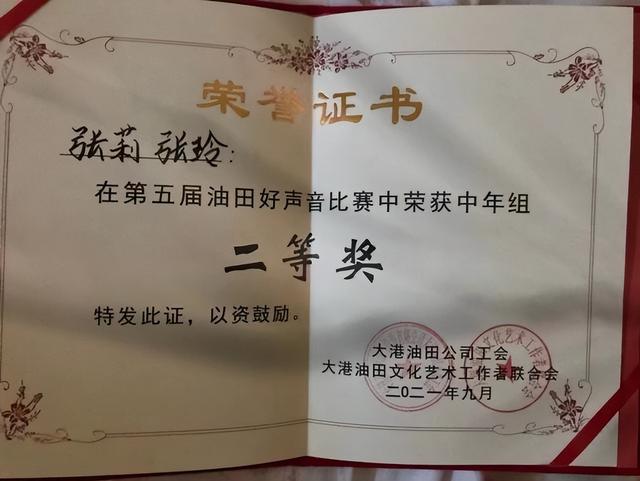 荣誉证书
张莉 张玲:
在第五届油田好声音比赛中荣获中年组
二等奖
特发此证，以资鼓励。
大港油田公司工会
大港油田文化艺术工作者联合会
二〇二一年九月